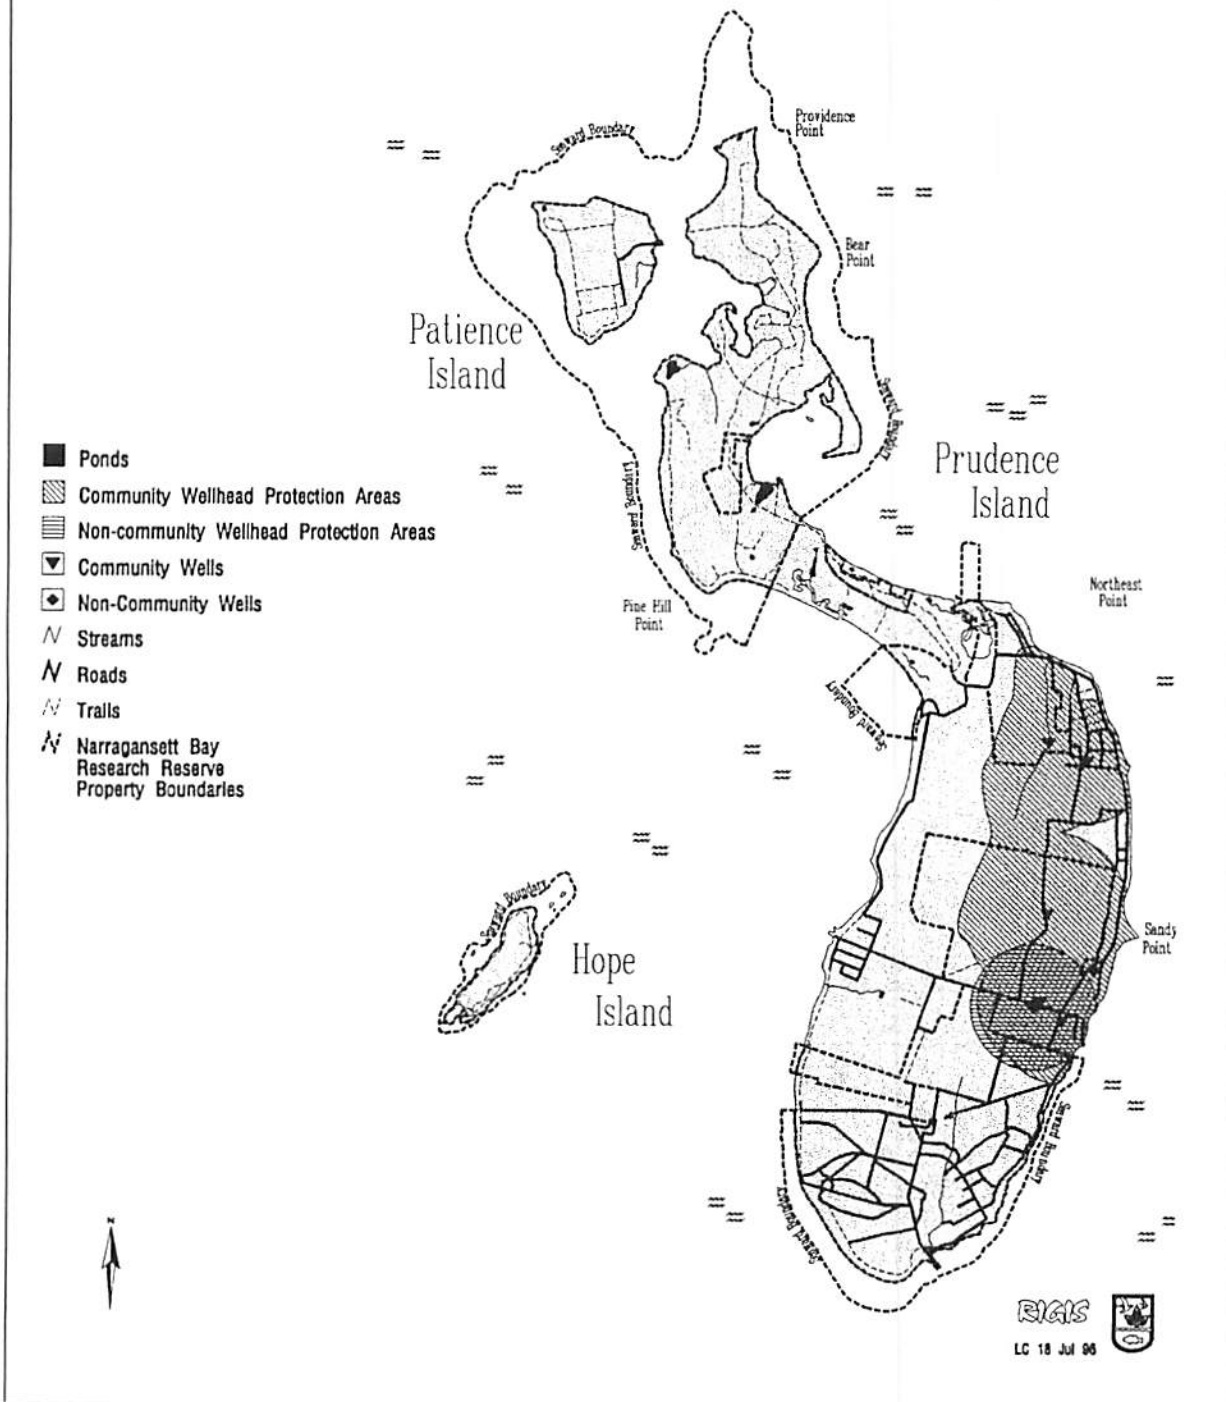 Providence
Point
Seaward Boundary
Bear
Point
Patience
Island
Seaward Boundary
Prudence
Island
Ponds
Community Wellhead Protection Areas
Non-community Wellhead Protection Areas
Community Wells
Non-Community Wells
Streams
Roads
Trails
Narragansett Bay
Research Reserve
Property Boundaries
Seaward Boundary
Northeast
Point
Pine Hill
Point
Seaward Boundary
Seaward Boundary
Hope
Island
Sandy
Point
Seaward Boundary
Seaward Boundary
N
RIGIS
LC 18 Jul 96